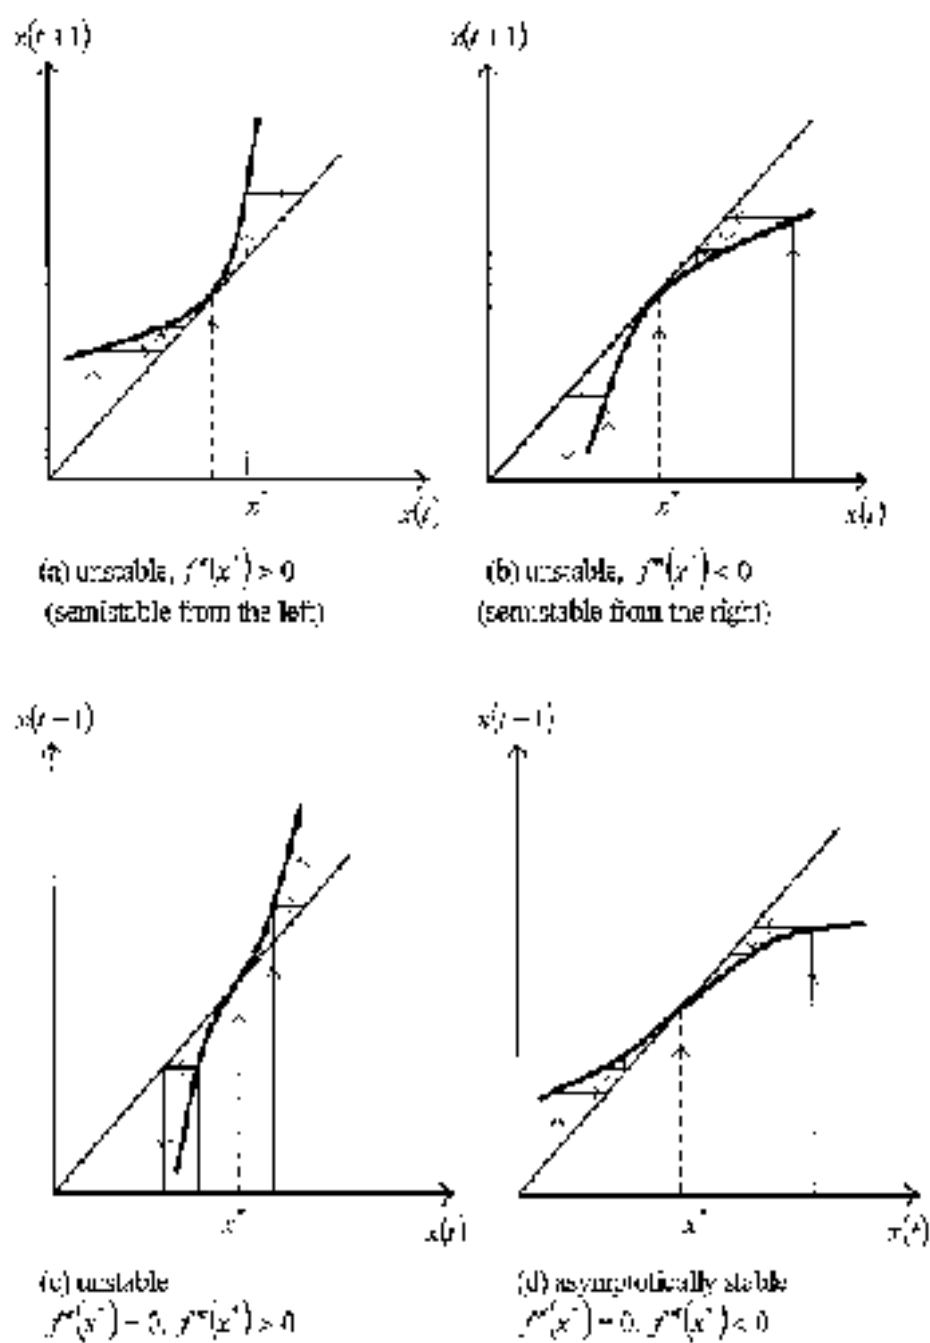 x(t+1)
x(t+1)
x*
x(t)
x*
x(t)
(a) unstable, f"(x*) > 0
(semistable from the left)
(b) unstable, f"(x*) < 0
(semistable from the right)
x(t+1)
x(t+1)
x*
x(t)
x*
x(t)
(c) unstable
f"(x*) = 0, f'''(x*) > 0
(d) asymptotically stable
f"(x*) = 0, f'''(x*) < 0